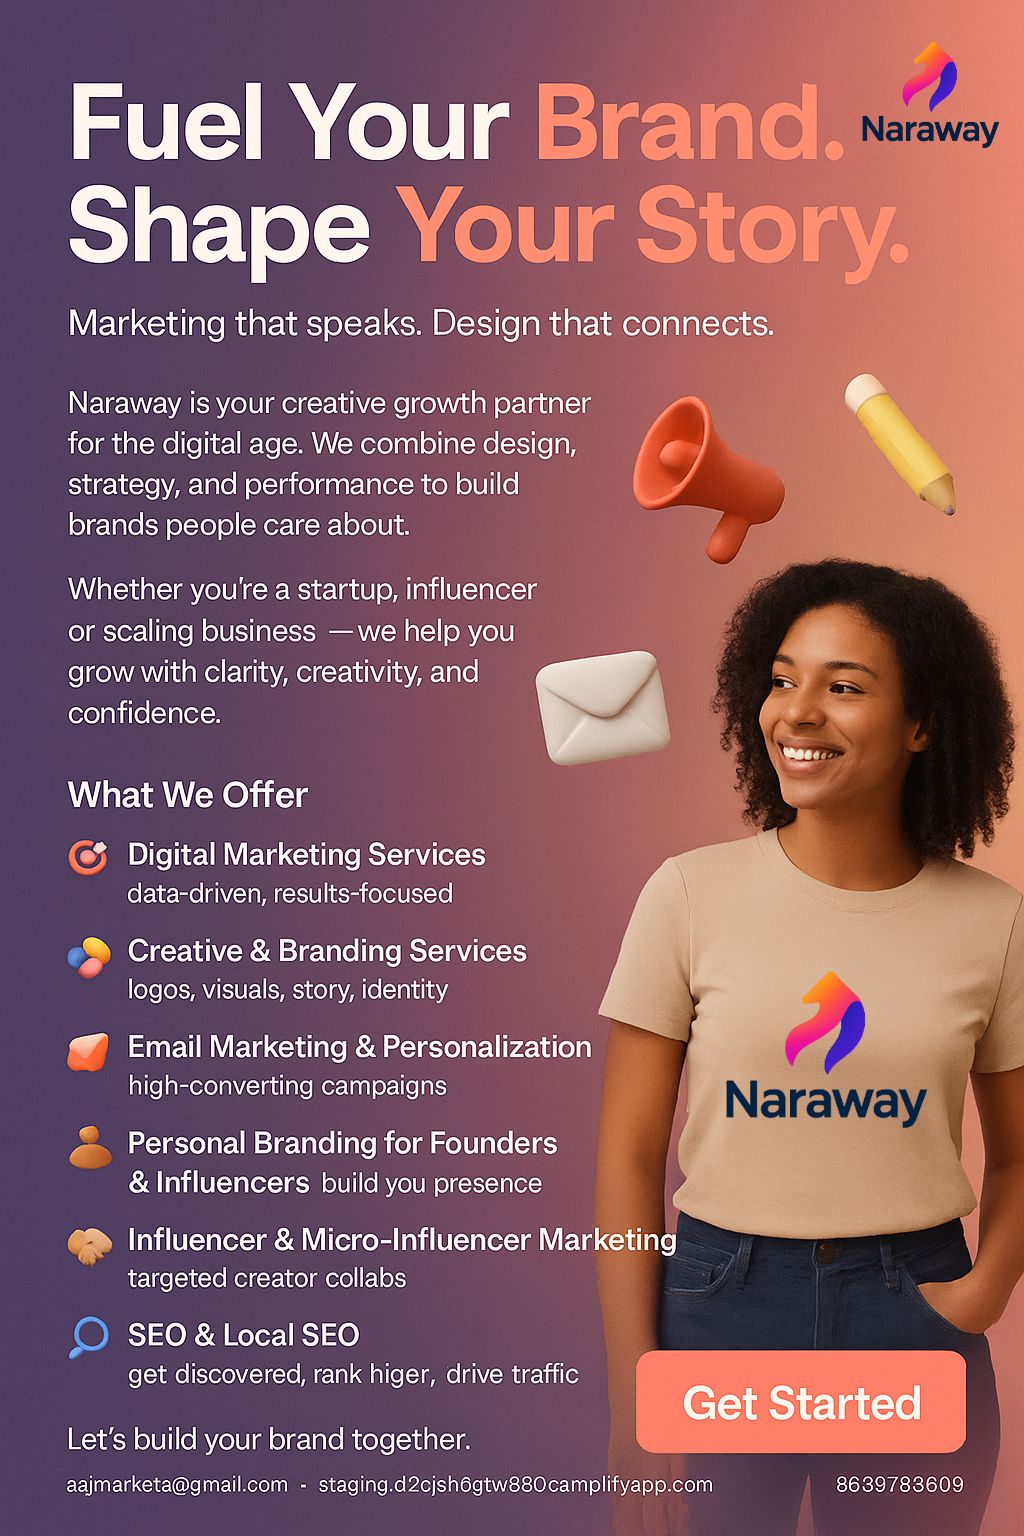 Fuel Your Brand.
Naraway
Shape Your Story.
Marketing that speaks. Design that connects.
Naraway is your creative growth partner
for the digital age. We combine design,
strategy, and performance to build
brands people care about.
Whether you're a startup, influencer
or scaling business — we help you
grow with clarity, creativity, and
confidence.
What We Offer
Digital Marketing Services
data-driven, results-focused
Creative & Branding Services
logos, visuals, story, identity
Email Marketing & Personalization
high-converting campaigns
Personal Branding for Founders
& Influencers build you presence
Influencer & Micro-Influencer Marketing
targeted creator collabs
SEO & Local SEO
get discovered, rank higer, drive traffic
Naraway
Get Started
Let's build your brand together.
aajmarketa@gmail.com - staging.d2cjsh6gtw880camplifyapp.com 8639783609